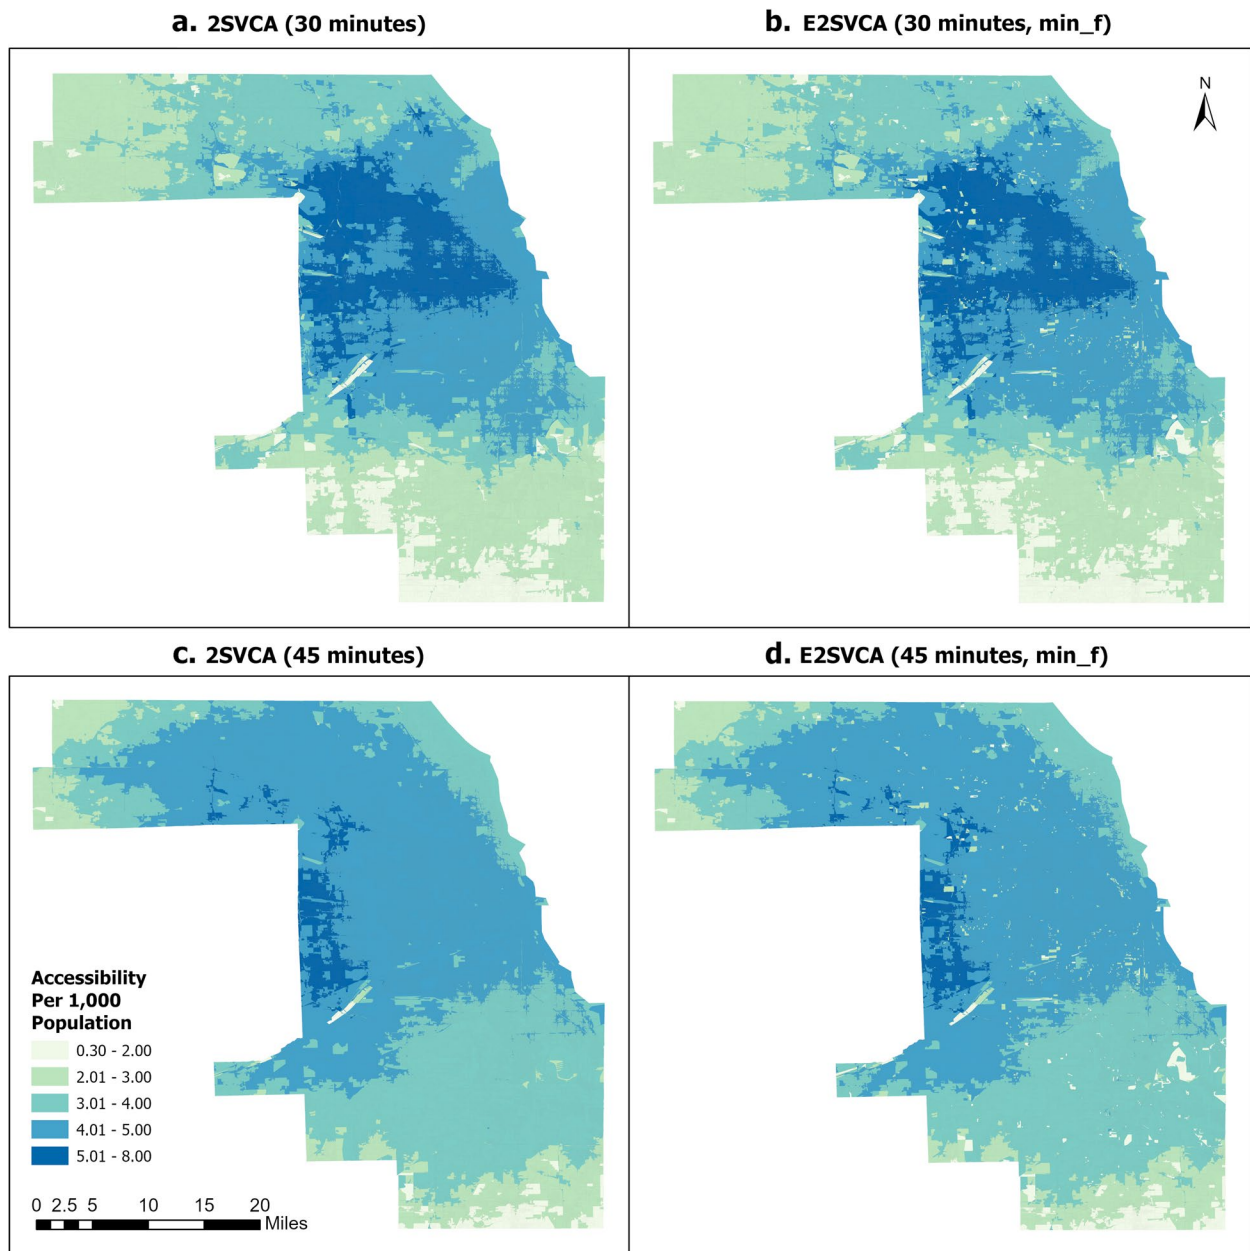 a. 2SVCA (30 minutes)
b. E2SVCA (30 minutes, min_f)
N
c. 2SVCA (45 minutes)
d. E2SVCA (45 minutes, min_f)
Accessibility
Per 1,000
Population
0.30 - 2.00
2.01 - 3.00
3.01 - 4.00
4.01 - 5.00
5.01 - 8.00
0 2.5 5 10 15 20
Miles